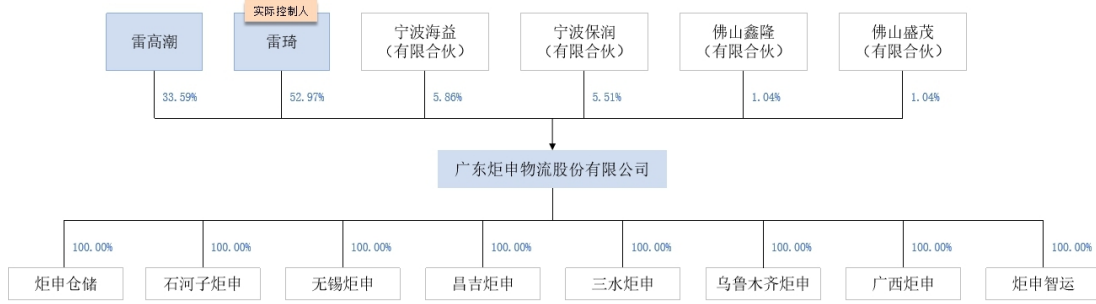 实际控制人
雷高潮
雷琦
宁波海益
（有限合伙）
宁波保润
（有限合伙）
佛山鑫隆
（有限合伙）
佛山盛茂
（有限合伙）
33.59%
52.97%
5.86%
5.51%
1.04%
1.04%
广东炬申物流股份有限公司
100.00%
100.00%
100.00%
100.00%
100.00%
100.00%
100.00%
100.00%
炬申仓储
石河子炬申
无锡炬申
昌吉炬申
三水炬申
乌鲁木齐炬申
广西炬申
炬申智运